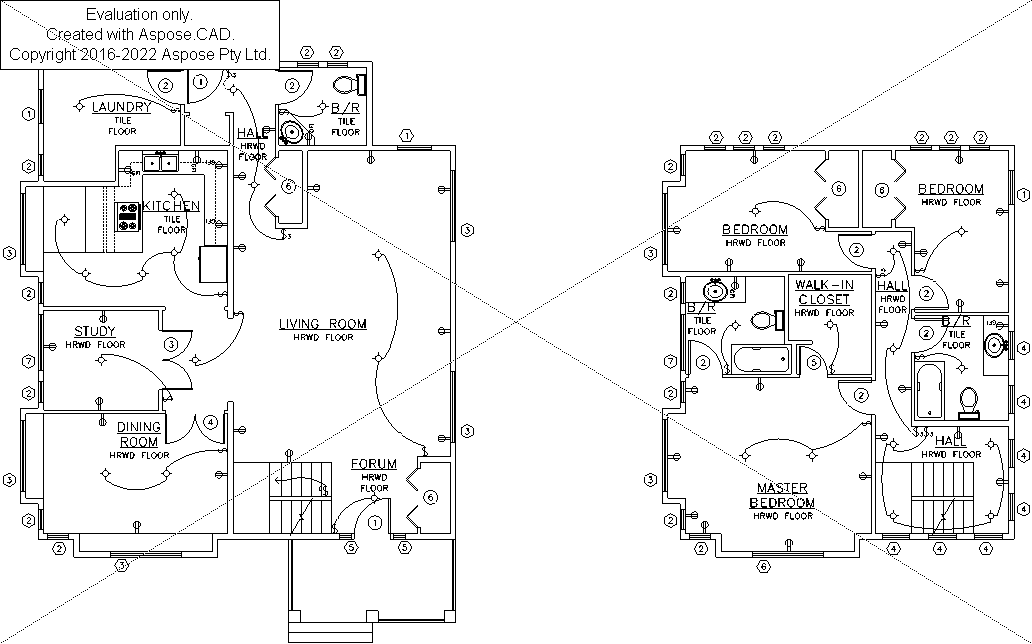 Evaluation only.
Created with Aspose.CAD.
Copyright 2016-2022 Aspose Pty Ltd.
2 2
2 1 2
1
LAUNDRY
TILE
FLOOR
B/R
TILE
FLOOR
HALL
HRWD
FLOOR
1
2
6
KITCHEN
TILE
FLOOR
3
3
2
LIVING ROOM
HRWD FLOOR
STUDY
HRWD FLOOR
3
7
2
4
DINING
ROOM
HRWD FLOOR
3
3
FORUM
HRWD
FLOOR
6
2
1
2
5
5
3
2 2 2
2 2 2
2
6
6
BEDROOM
HRWD FLOOR
1
BEDROOM
HRWD FLOOR
3
2
WALK-IN
CLOSET
HRWD FLOOR
HALL
HRWD
FLOOR
2
2
B/R
TILE
FLOOR
B/R
TILE
FLOOR
2
4
7
2
5
2
2
4
HALL
HRWD FLOOR
4
3
MASTER
BEDROOM
HRWD FLOOR
4
2
2
4
4
4
6